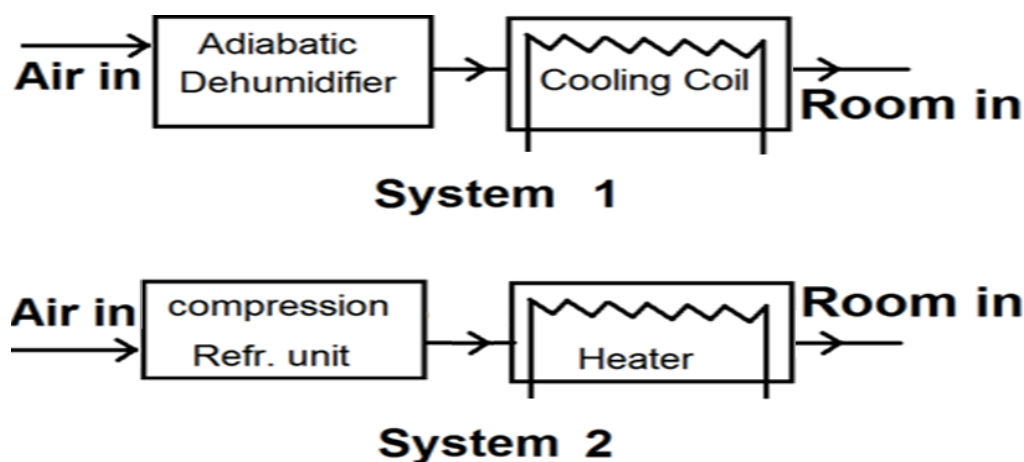 Adiabatic
Air in
Dehumidifier
Cooling Coil
Room in
System 1
Air in
compression
Refr. unit
Heater
Room in
System 2